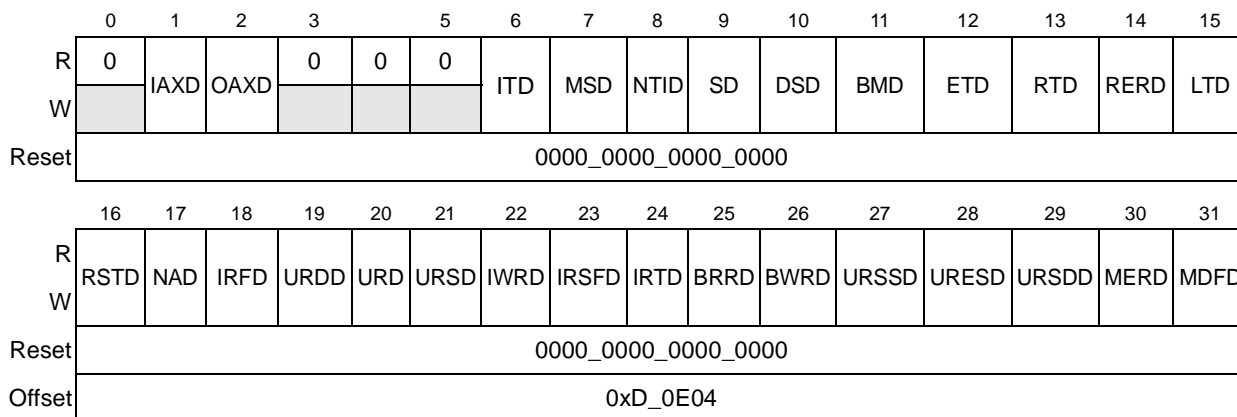 0 1 2 3 5 6 7 8 9 10 11 12 13 14 15
R 0 IAXD OAXD 0 0 0 ITD MSD NTID SD DSD BMD ETD RTD RERD LTD
W
Reset 0000_0000_0000_0000
16 17 18 19 20 21 22 23 24 25 26 27 28 29 30 31
R RSTD NAD IRFD URDD URD URSD IWRD IRSFD IRTD BRRD BWRD URSSD URESD URSDD MERD MDFD
W
Reset 0000_0000_0000_0000
Offset 0xD_0E04